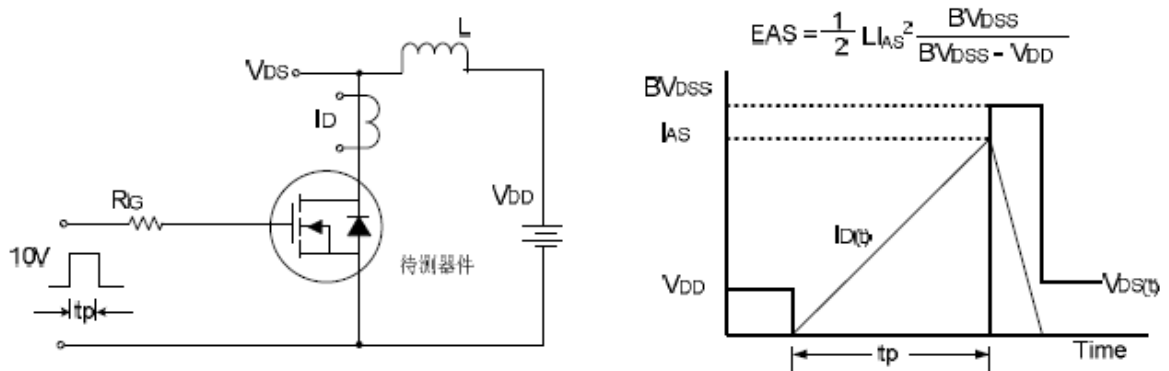 L
VDS
ID
RG
VDD
10V
tp
待测器件
EAS = 1/2 LIAS² BVDSS / (BVDSS - VDD)
BVDSS
IAS
ID(t)
VDD
VDS(t)
tp
Time